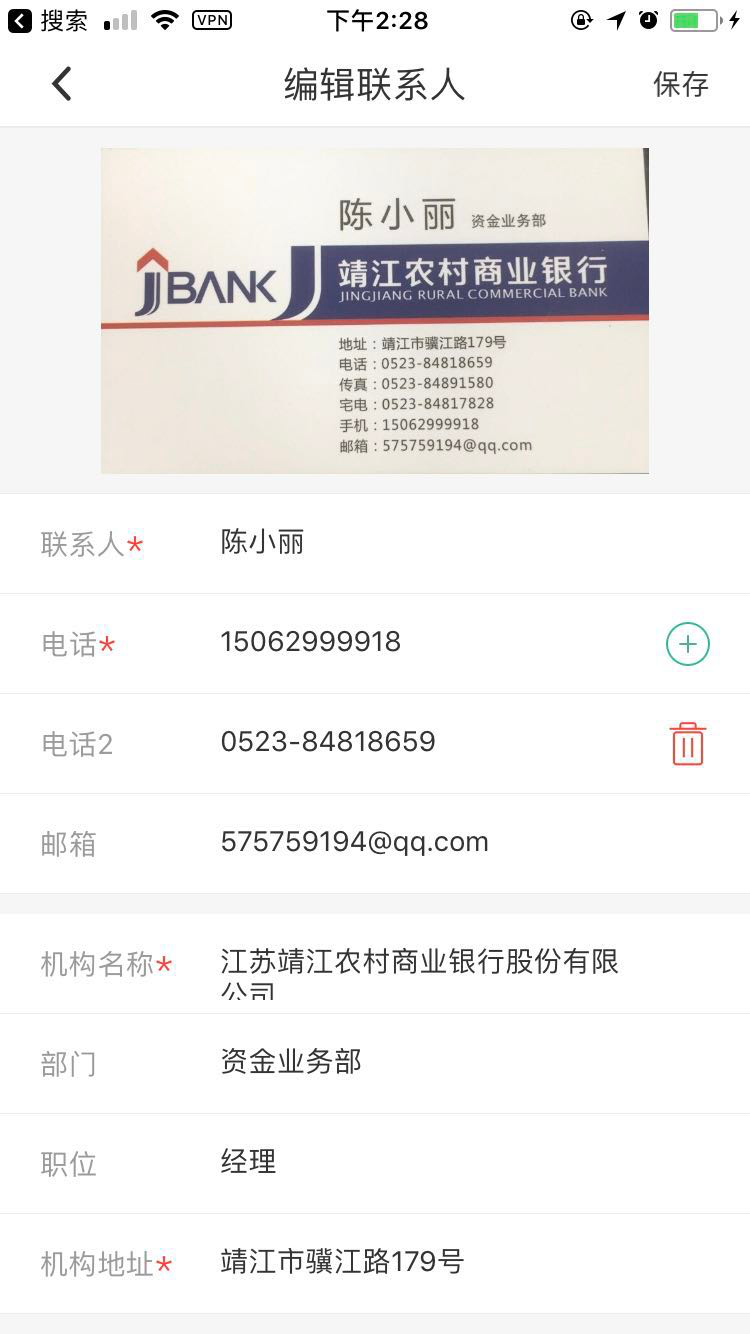 搜索 VPN 下午2:28
编辑联系人 保存
陈小丽 资金业务部
JBANK 靖江农村商业银行
JINGJIANG RURAL COMMERCIAL BANK
地址：靖江市骥江路179号
电话：0523-84818659
传真：0523-84891580
宅电：0523-84817828
手机：15062999918
邮箱：575759194@qq.com
联系人* 陈小丽
电话* 15062999918
电话2 0523-84818659
邮箱 575759194@qq.com
机构名称* 江苏靖江农村商业银行股份有限
公司
部门 资金业务部
职位 经理
机构地址* 靖江市骥江路179号